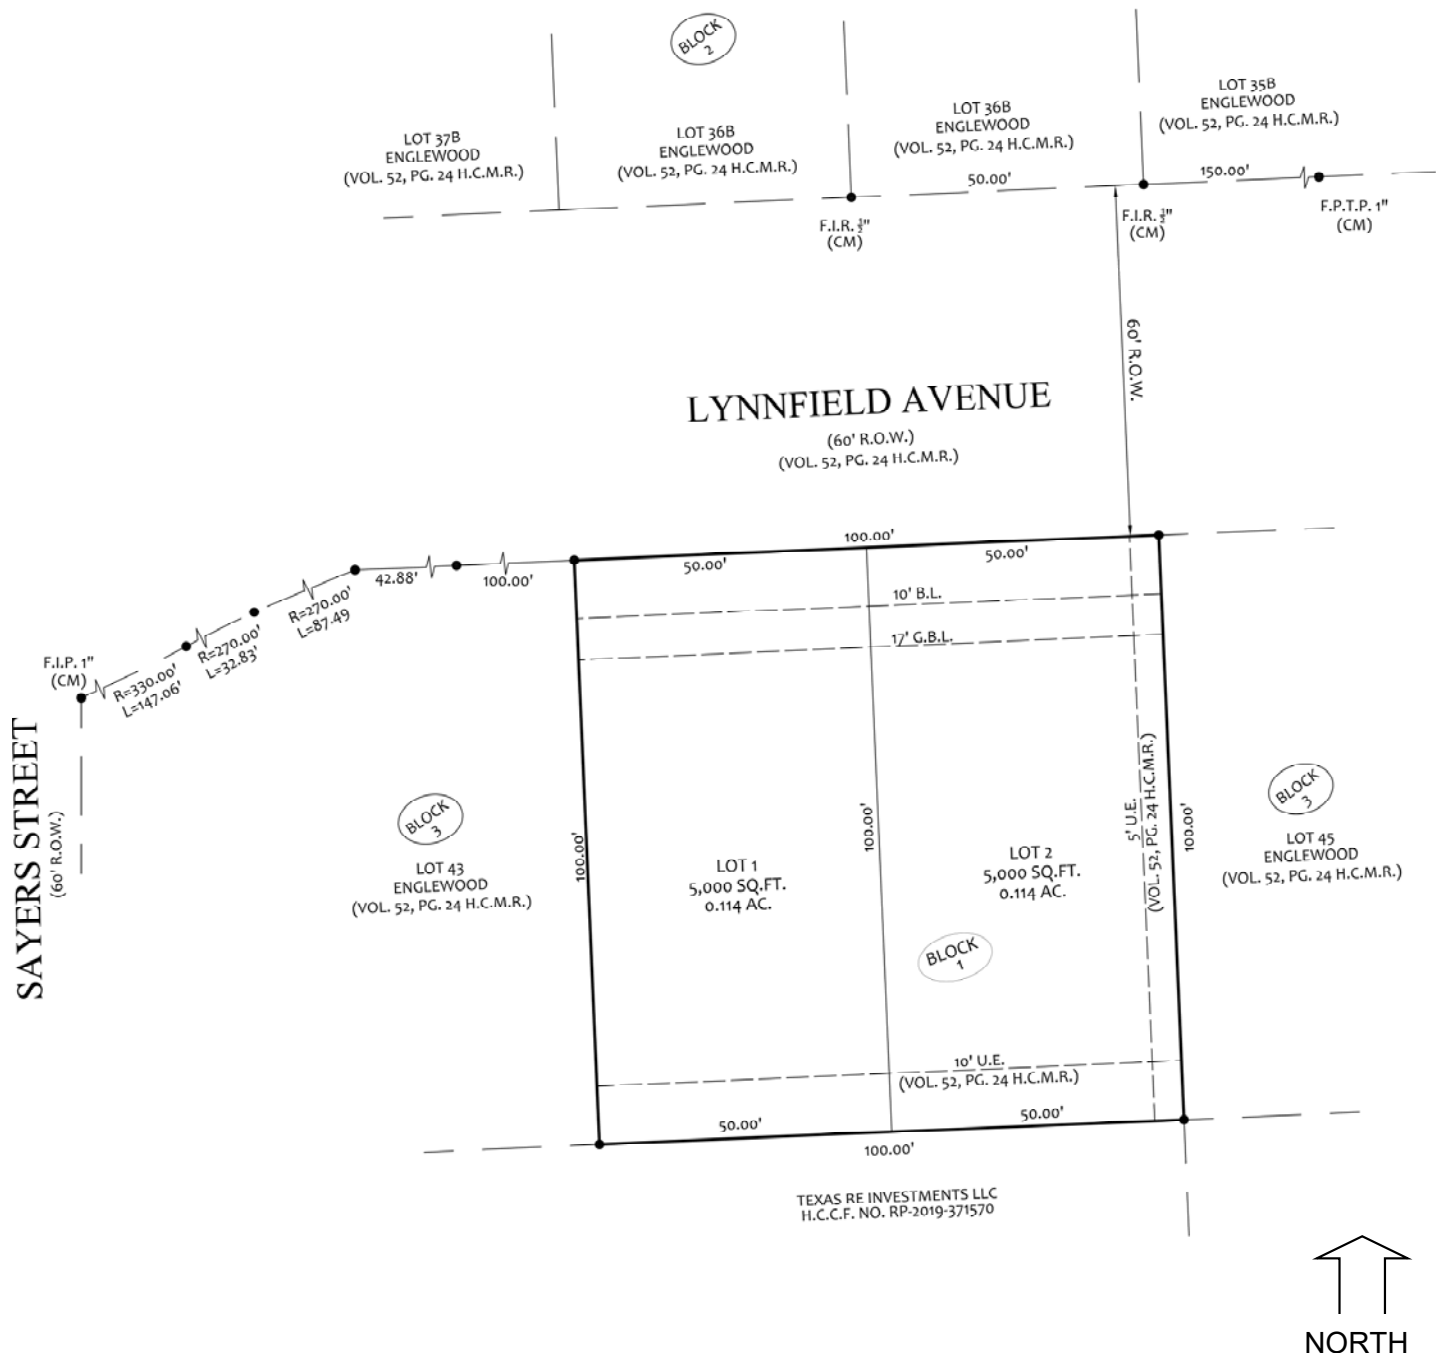 BLOCK
2
LOT 37B
ENGLEWOOD
(VOL. 52, PG. 24 H.C.M.R.)
LOT 36B
ENGLEWOOD
(VOL. 52, PG. 24 H.C.M.R.)
LOT 36B
ENGLEWOOD
(VOL. 52, PG. 24 H.C.M.R.)
LOT 35B
ENGLEWOOD
(VOL. 52, PG. 24 H.C.M.R.)
50.00'
150.00'
F.I.R. ½"
(CM)
F.I.R. ½"
(CM)
F.P.T.P. 1"
(CM)
60' R.O.W.
LYNNFIELD AVENUE
(60' R.O.W.)
(VOL. 52, PG. 24 H.C.M.R.)
100.00'
50.00'
50.00'
42.88'
100.00'
R=270.00'
L=87.49
R=270.00'
L=32.83'
R=330.00'
L=147.06'
F.I.P. 1"
(CM)
10' B.L.
17' G.B.L.
SAYERS STREET
(60' R.O.W.)
BLOCK
3
LOT 43
ENGLEWOOD
(VOL. 52, PG. 24 H.C.M.R.)
100.00'
LOT 1
5,000 SQ.FT.
0.114 AC.
100.00'
LOT 2
5,000 SQ.FT.
0.114 AC.
BLOCK
1
5' U.E.
(VOL. 52, PG. 24 H.C.M.R.)
100.00'
BLOCK
3
LOT 45
ENGLEWOOD
(VOL. 52, PG. 24 H.C.M.R.)
10' U.E.
(VOL. 52, PG. 24 H.C.M.R.)
50.00'
50.00'
100.00'
TEXAS RE INVESTMENTS LLC
H.C.C.F. NO. RP-2019-371570
NORTH